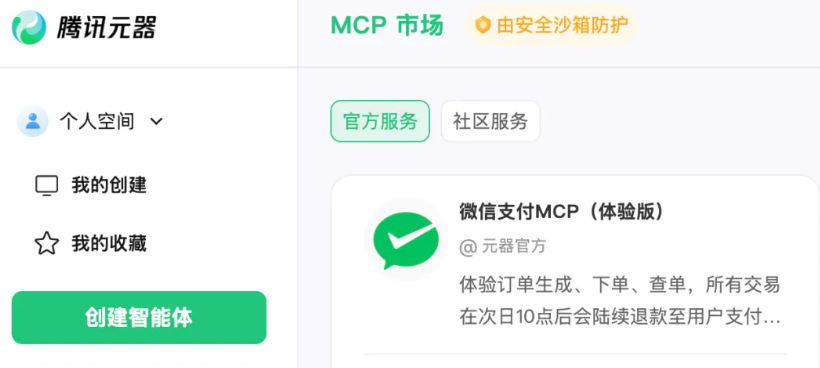 腾讯元器
MCP 市场
由安全沙箱防护
个人空间
我的创建
我的收藏
创建智能体
官方服务
社区服务
微信支付MCP（体验版）
@ 元器官方
体验订单生成、下单、查单，所有交易
在次日10点后会陆续退款至用户支付...